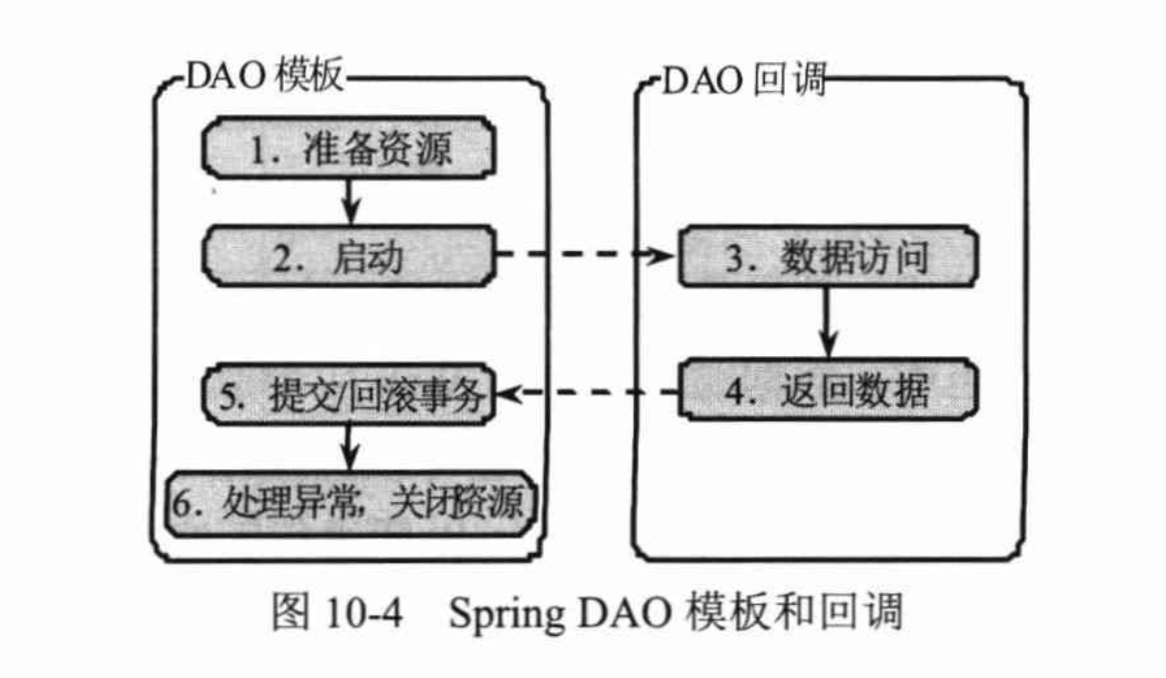 DAO 模板
1. 准备资源
2. 启动
5. 提交/回滚事务
6. 处理异常，关闭资源
DAO 回调
3. 数据访问
4. 返回数据
图 10-4 Spring DAO 模板和回调